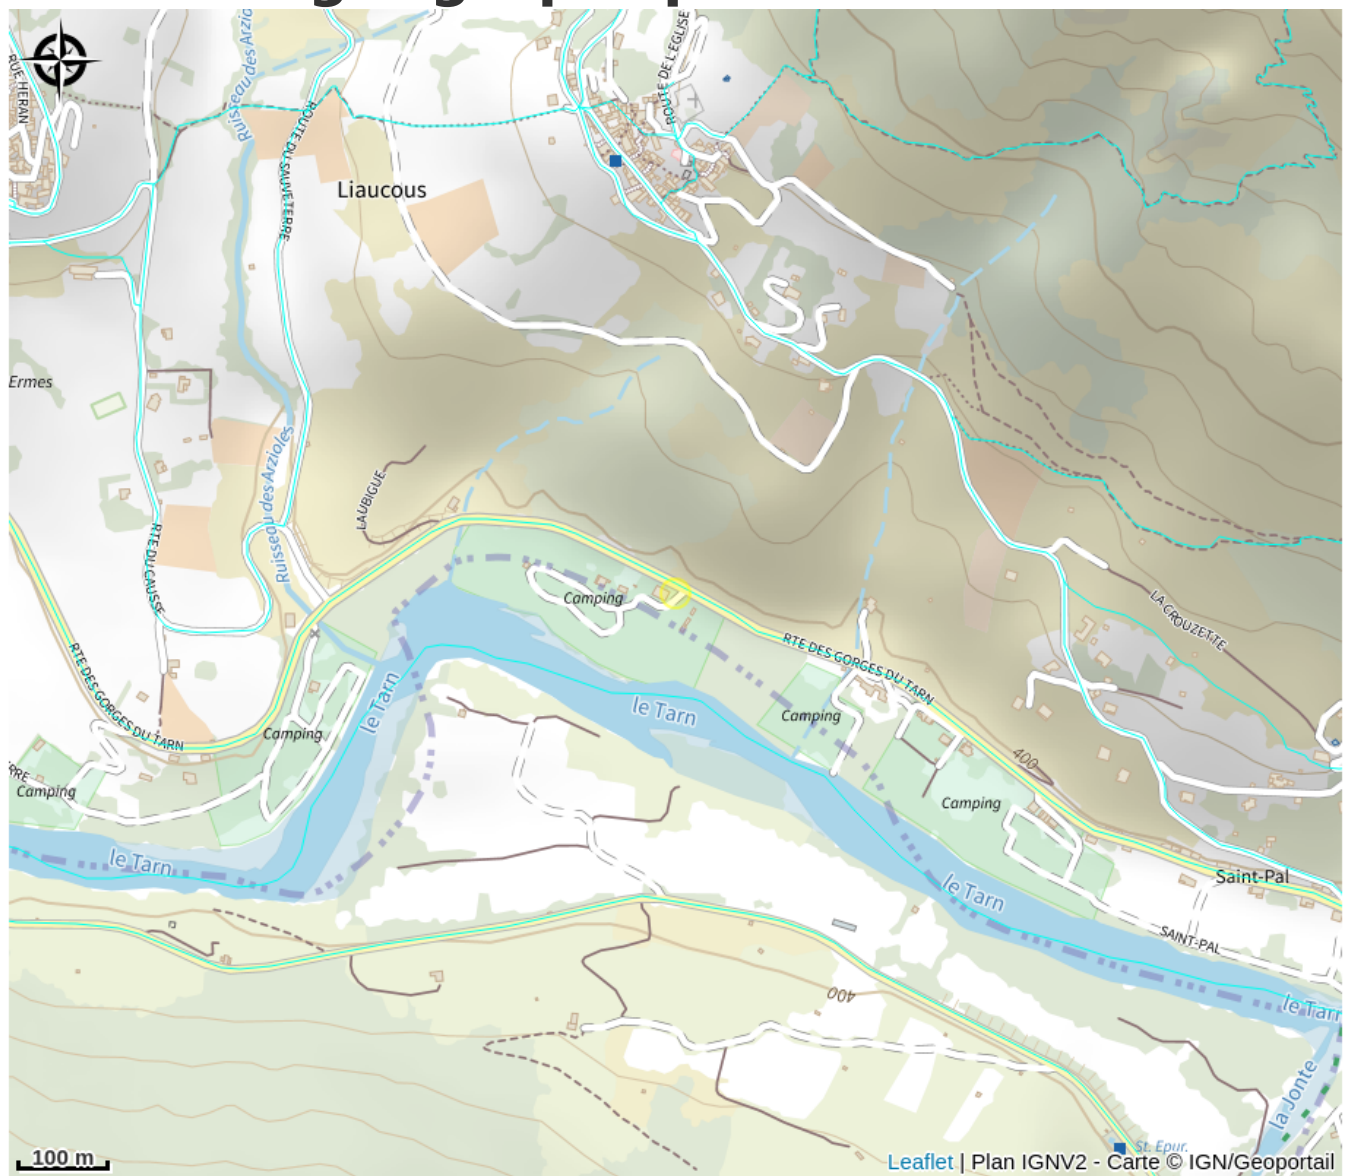 Ruisseau des Arzio
ROUTE DE L'EGLISE
RUE HERAN
ROUTE DU SAUVETERRE
Liaucous
Ermes
Ruisseau des Arzioles
LAUBIGUE
RTE DU CAUSSE
Camping
LA CROUZETTE
RTE DES GORGES DU TARN
RTE DES GORGES DU TARN
le Tarn
le Tarn
Camping
Camping
400
Camping
Camping
RRE
le Tarn
Saint-Pal
le Tarn
SAINT-PAL
400
le Tarn
la Jonte
St. Epur.
100 m
Leaflet | Plan IGNV2 - Carte © IGN/Geoportail